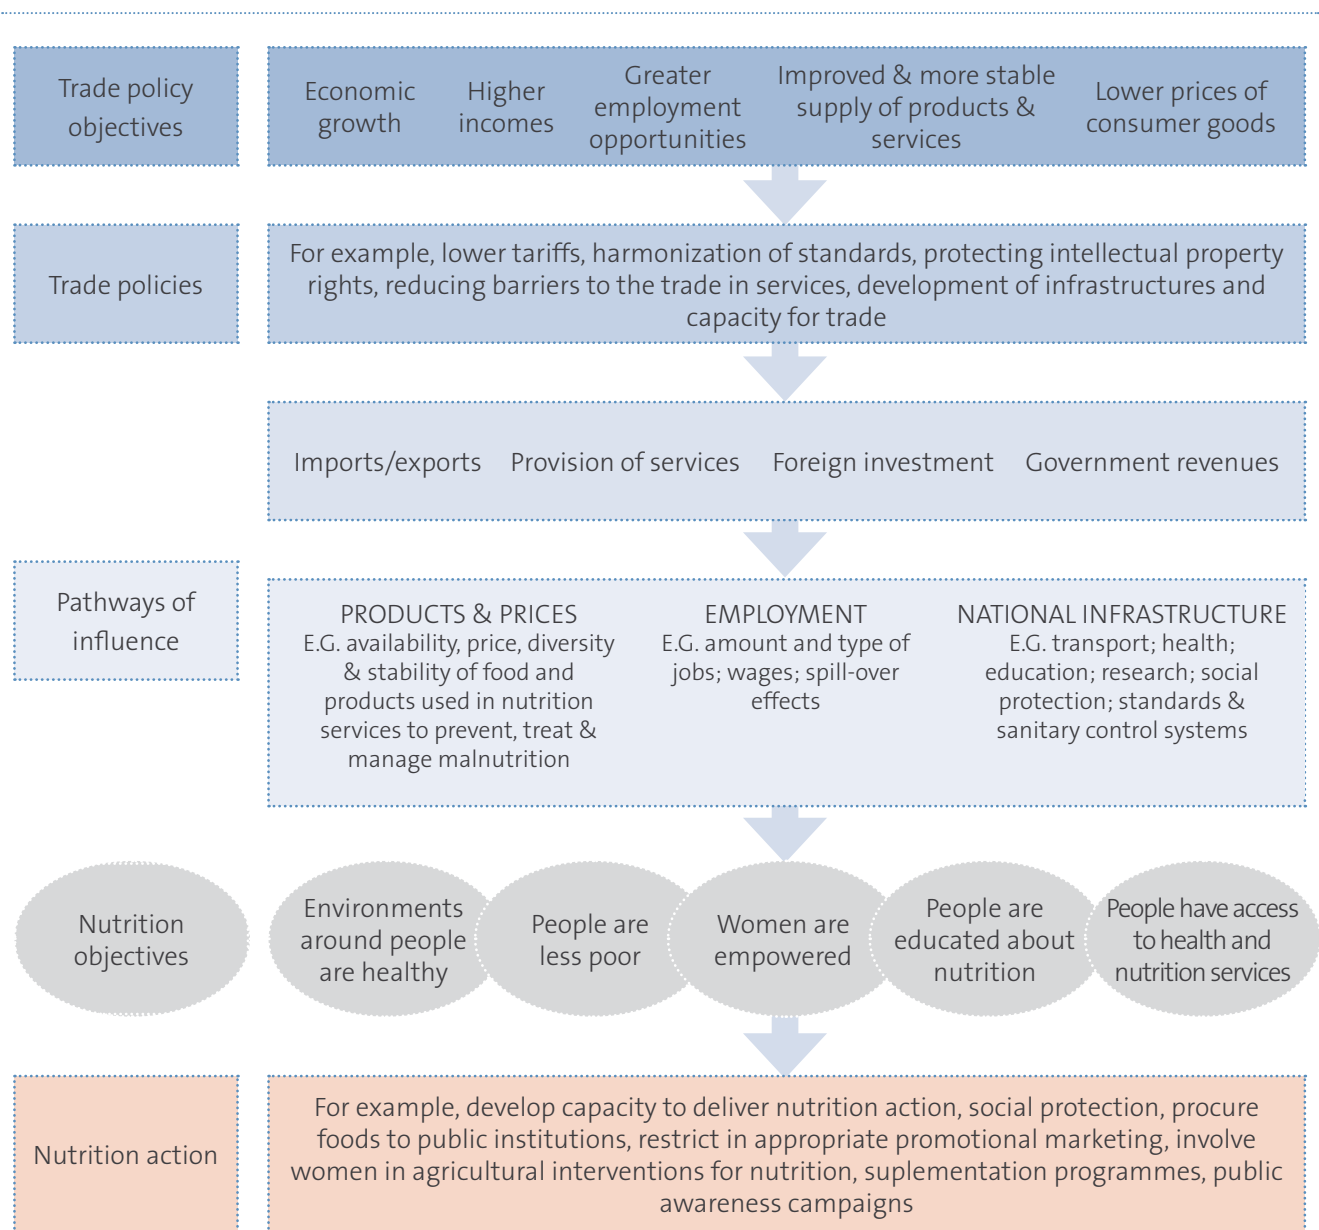 Trade policy
objectives
Economic
growth
Higher
incomes
Greater
employment
opportunities
Improved & more stable
supply of products &
services
Lower prices of
consumer goods
Trade policies
For example, lower tariffs, harmonization of standards, protecting intellectual property
rights, reducing barriers to the trade in services, development of infrastructures and
capacity for trade
Imports/exports
Provision of services
Foreign investment
Government revenues
Pathways of
influence
PRODUCTS & PRICES
E.G. availability, price, diversity
& stability of food and
products used in nutrition
services to prevent, treat &
manage malnutrition
EMPLOYMENT
E.G. amount and type of
jobs; wages; spill-over
effects
NATIONAL INFRASTRUCTURE
E.G. transport; health;
education; research; social
protection; standards &
sanitary control systems
Nutrition
objectives
Environments
around people
are healthy
People are
less poor
Women are
empowered
People are
educated about
nutrition
People have access
to health and
nutrition services
Nutrition action
For example, develop capacity to deliver nutrition action, social protection, procure
foods to public institutions, restrict in appropriate promotional marketing, involve
women in agricultural interventions for nutrition, suplementation programmes, public
awareness campaigns